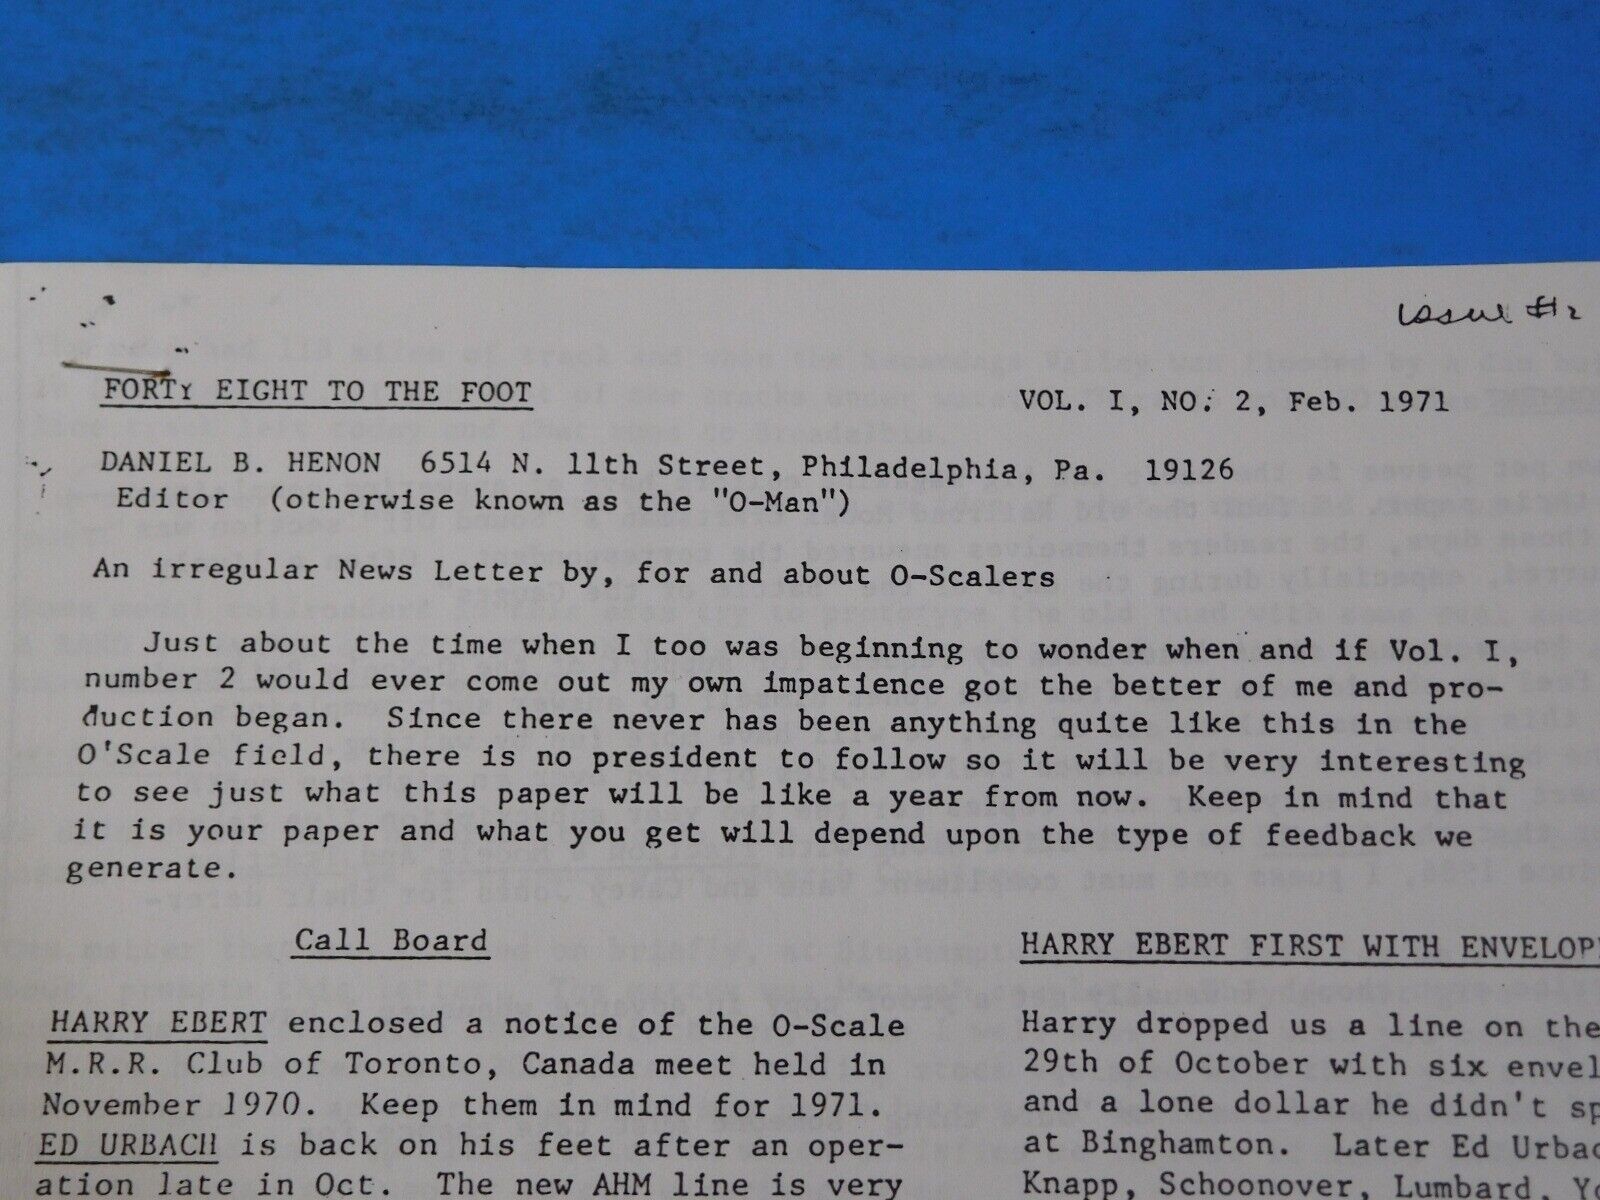 issue #2
FORTY EIGHT TO THE FOOT
VOL. I, NO. 2, Feb. 1971
DANIEL B. HENON 6514 N. 11th Street, Philadelphia, Pa. 19126
Editor (otherwise known as the "O-Man")
An irregular News Letter by, for and about O-Scalers
Just about the time when I too was beginning to wonder when and if Vol. I,
number 2 would ever come out my own impatience got the better of me and pro-
duction began. Since there never has been anything quite like this in the
O'Scale field, there is no president to follow so it will be very interesting
to see just what this paper will be like a year from now. Keep in mind that
it is your paper and what you get will depend upon the type of feedback we
generate.
Call Board
HARRY EBERT enclosed a notice of the O-Scale
M.R.R. Club of Toronto, Canada meet held in
November 1970. Keep them in mind for 1971.
ED URBACH is back on his feet after an oper-
ation late in Oct. The new AHM line is very
HARRY EBERT FIRST WITH ENVELOP
Harry dropped us a line on the
29th of October with six envel
and a lone dollar he didn't sp
at Binghamton. Later Ed Urbac
Knapp, Schoonover, Lumbard, Yo